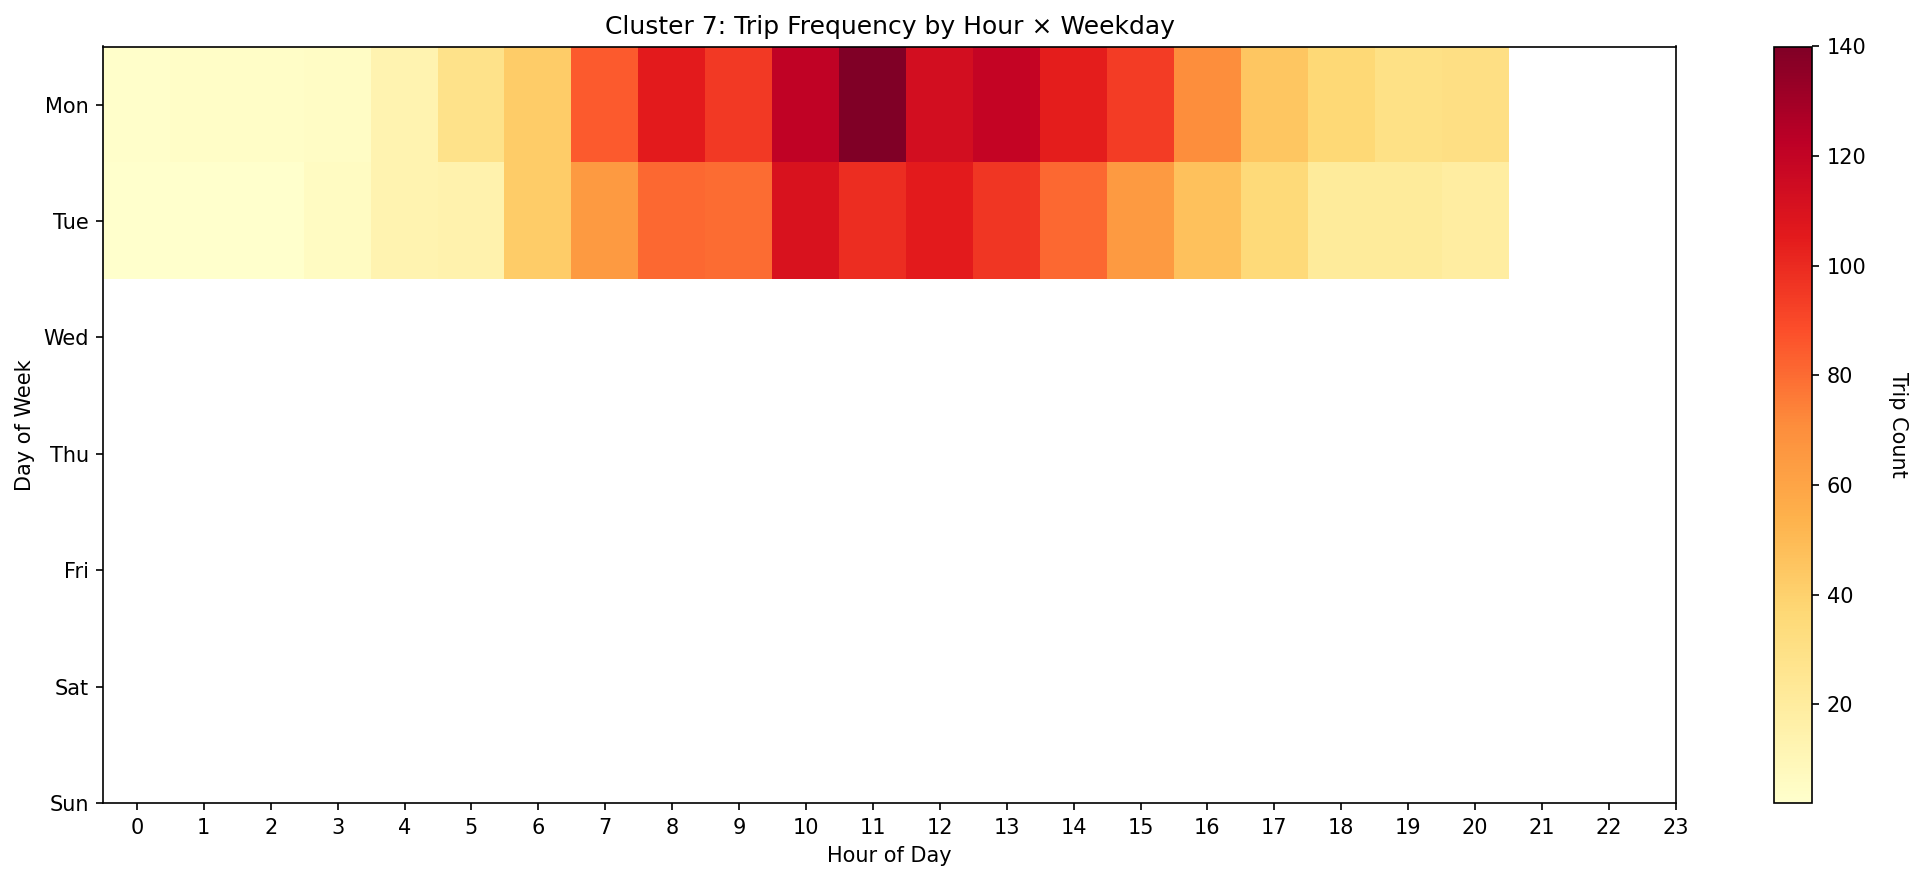 Cluster 7: Trip Frequency by Hour × Weekday
Day of Week
Mon
Tue
Wed
Thu
Fri
Sat
Sun
0 1 2 3 4 5 6 7 8 9 10 11 12 13 14 15 16 17 18 19 20 21 22 23
Hour of Day
140
120
100
80
60
40
20
Trip Count